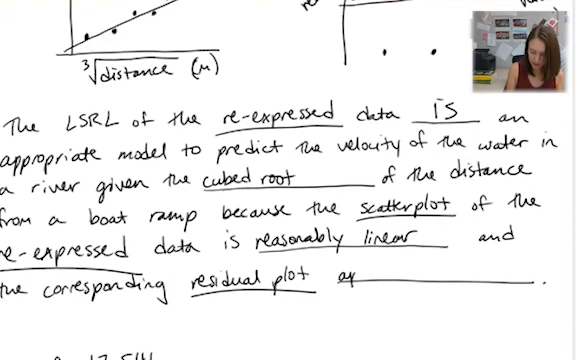 ³√distance (m)
The LSRL of the re-expressed data is an
appropriate model to predict the velocity of the water in
a river given the cubed root of the distance
from a boat ramp because the scatterplot of the
re-expressed data is reasonably linear and
the corresponding residual plot ap .